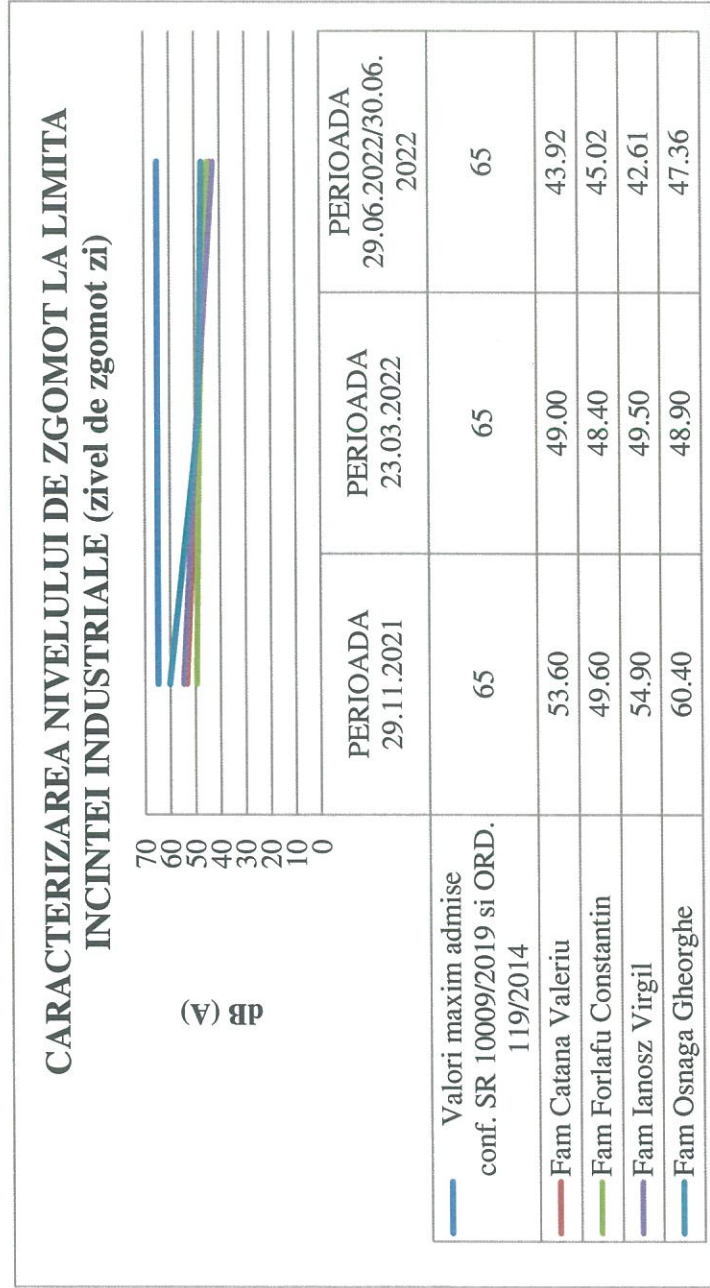 CARACTERIZAREA NIVELULUI DE ZGOMOT LA LIMITA
INCINTEI INDUSTRIALE (zivel de zgomot zi)
dB (A)
70
60
50
40
30
20
10
0
PERIOADA
29.11.2021
PERIOADA
23.03.2022
PERIOADA
29.06.2022/30.06.
2022
Valori maxim admise
conf. SR 10009/2019 si ORD.
119/2014
65
65
65
Fam Catana Valeriu 53.60 49.00 43.92
Fam Forlafu Constantin 49.60 48.40 45.02
Fam Ianosz Virgil 54.90 49.50 42.61
Fam Osnaga Gheorghe 60.40 48.90 47.36